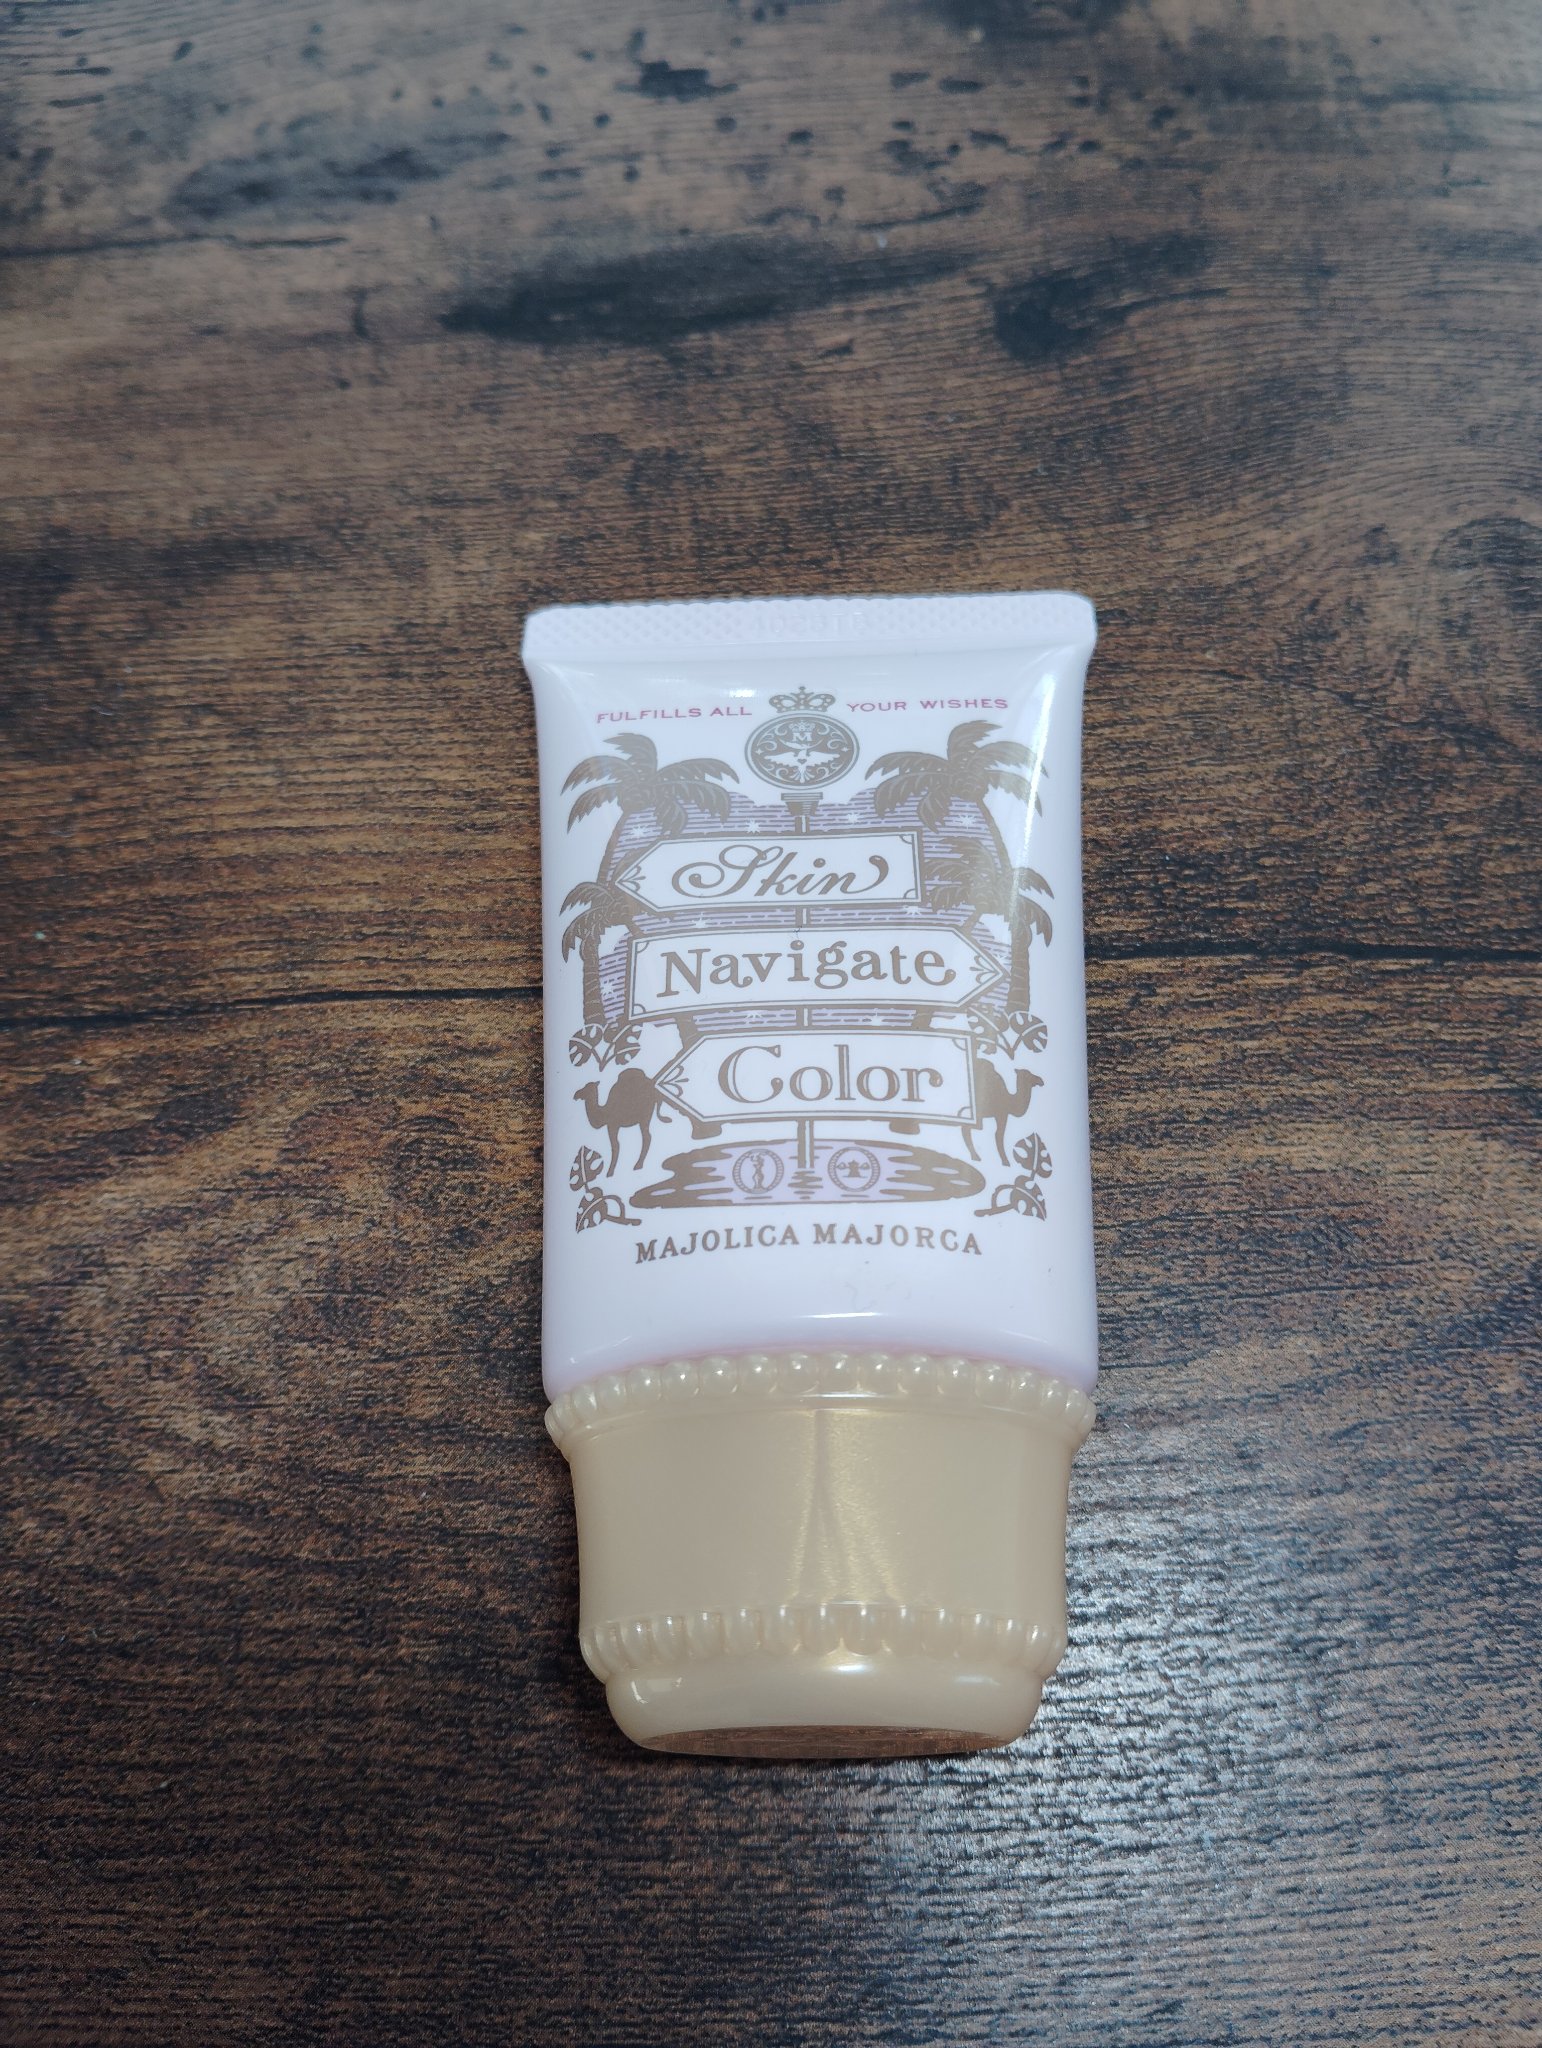 FULFILLS ALL YOUR WISHES
M
Skin
Navigate
Color
MAJOLICA MAJORCA